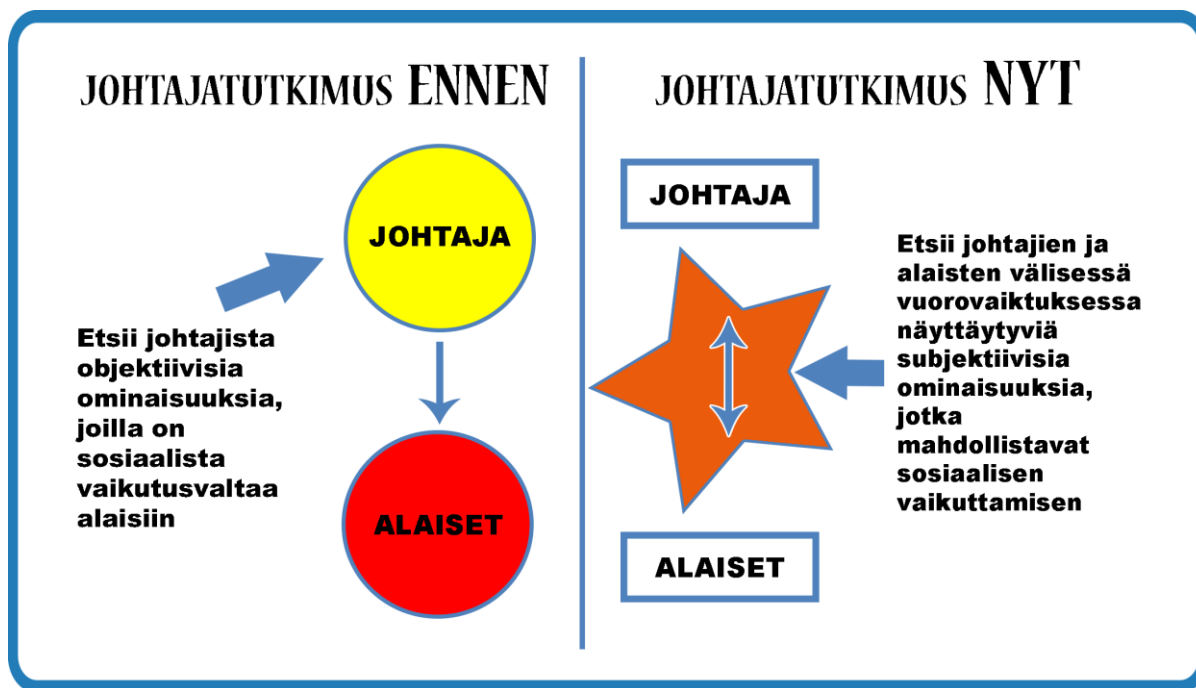 JOHTAJATUTKIMUS ENNEN
JOHTAJA
Etsii johtajista
objektiivisia
ominaisuuksia,
joilla on
sosiaalista
vaikutusvaltaa
alaisiin
ALAISET
JOHTAJATUTKIMUS NYT
JOHTAJA
Etsii johtajien ja
alaisten välisessä
vuorovaiktuksessa
näyttäytyviä
subjektiivisia
ominaisuuksia,
jotka
mahdollistavat
sosiaalisen
vaikuttamisen
ALAISET